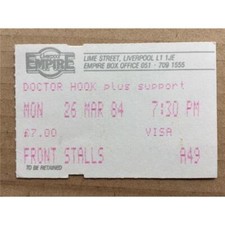 EMPIRE
LIME STREET, LIVERPOOL L1 1JE
EMPIRE BOX OFFICE 051 - 709 1555
DOCTOR HOOK plus support
MON 26 MAR 84 7:30 PM
£7.00 VISA
FRONT STALLS A49
TO BE RETAINED